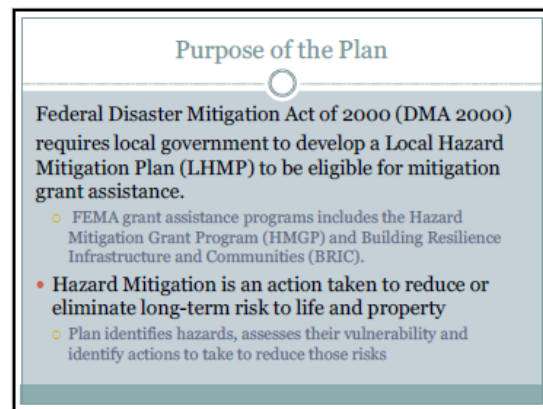 Purpose of the Plan
Federal Disaster Mitigation Act of 2000 (DMA 2000)
requires local government to develop a Local Hazard
Mitigation Plan (LHMP) to be eligible for mitigation
grant assistance.
FEMA grant assistance programs includes the Hazard
Mitigation Grant Program (HMGP) and Building Resilience
Infrastructure and Communities (BRIC).
• Hazard Mitigation is an action taken to reduce or
eliminate long-term risk to life and property
Plan identifies hazards, assesses their vulnerability and
identify actions to take to reduce those risks